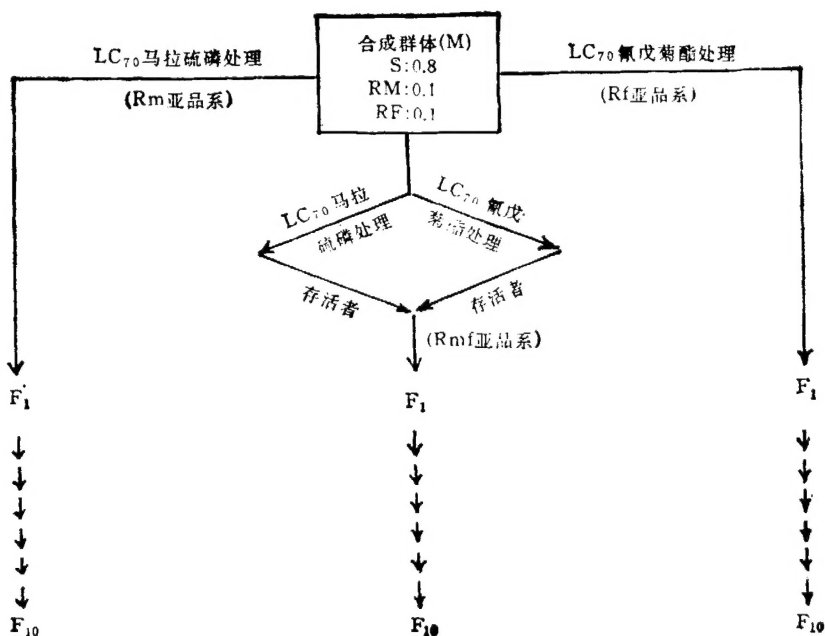 合成群体(M)
S:0.8
RM:0.1
RF:0.1
LC₇₀马拉硫磷处理
(Rm亚品系)
LC₇₀氰戊菊酯处理
(Rf亚品系)
LC₇₀马拉
硫磷处理
LC₇₀氰戊
菊酯处理
存活者
存活者
(Rmf亚品系)
F₁
F₁
F₁
F₁₀
F₁₀
F₁₀